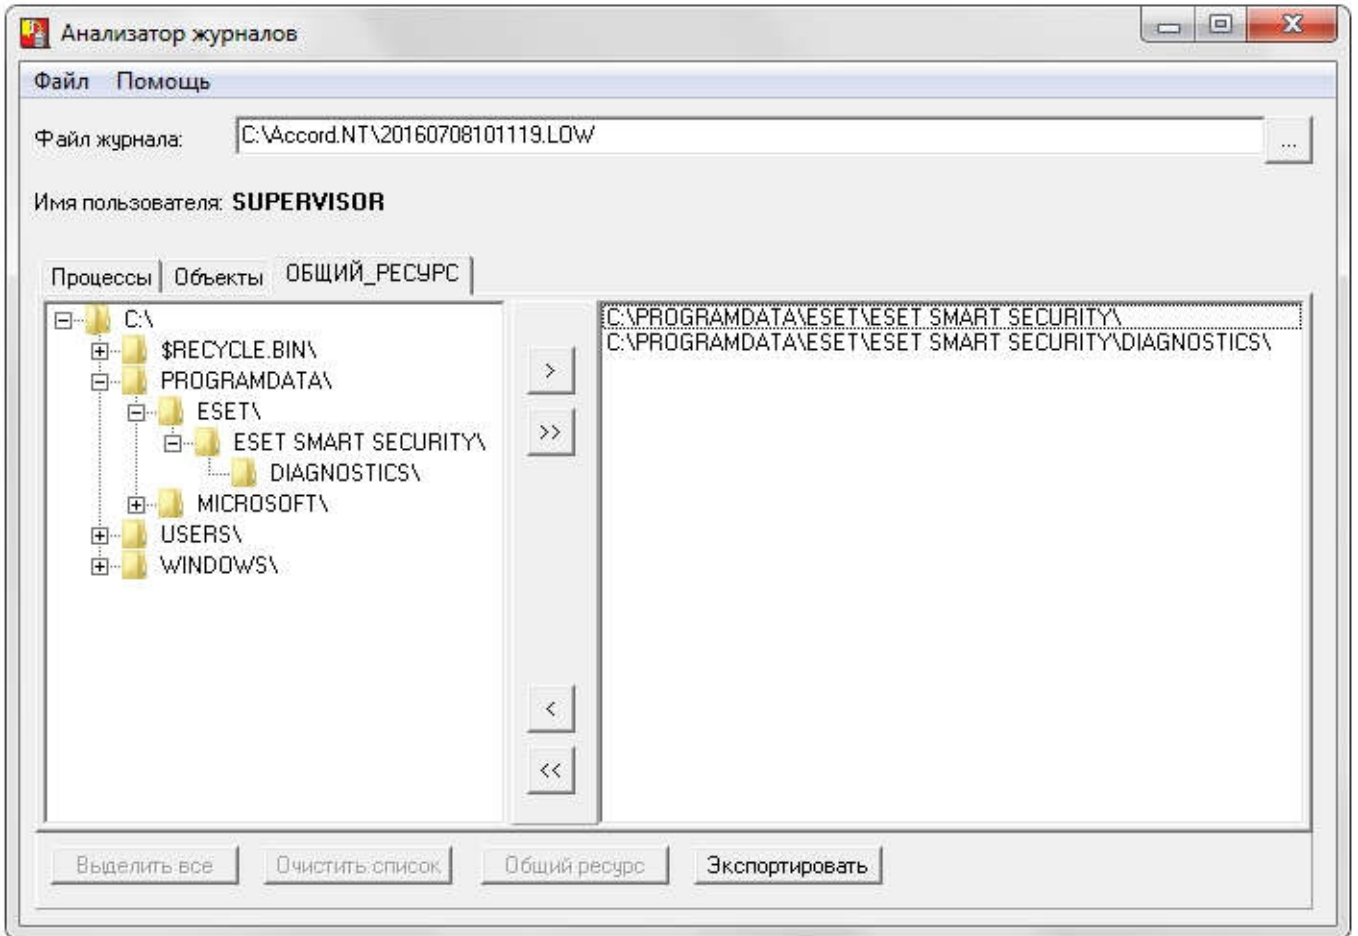 Анализатор журналов
Файл Помощь
Файл журнала: C:\Accord.NT\20160708101119.LOW ...
Имя пользователя: SUPERVISOR
Процессы Объекты ОБЩИЙ_РЕСУРС
C:\
$RECYCLE.BIN\
PROGRAMDATA\
ESET\
ESET SMART SECURITY\
DIAGNOSTICS\
MICROSOFT\
USERS\
WINDOWS\
>
>>
<
<<
C:\PROGRAMDATA\ESET\ESET SMART SECURITY\
C:\PROGRAMDATA\ESET\ESET SMART SECURITY\DIAGNOSTICS\
Выделить все Очистить список Общий ресурс Экспортировать